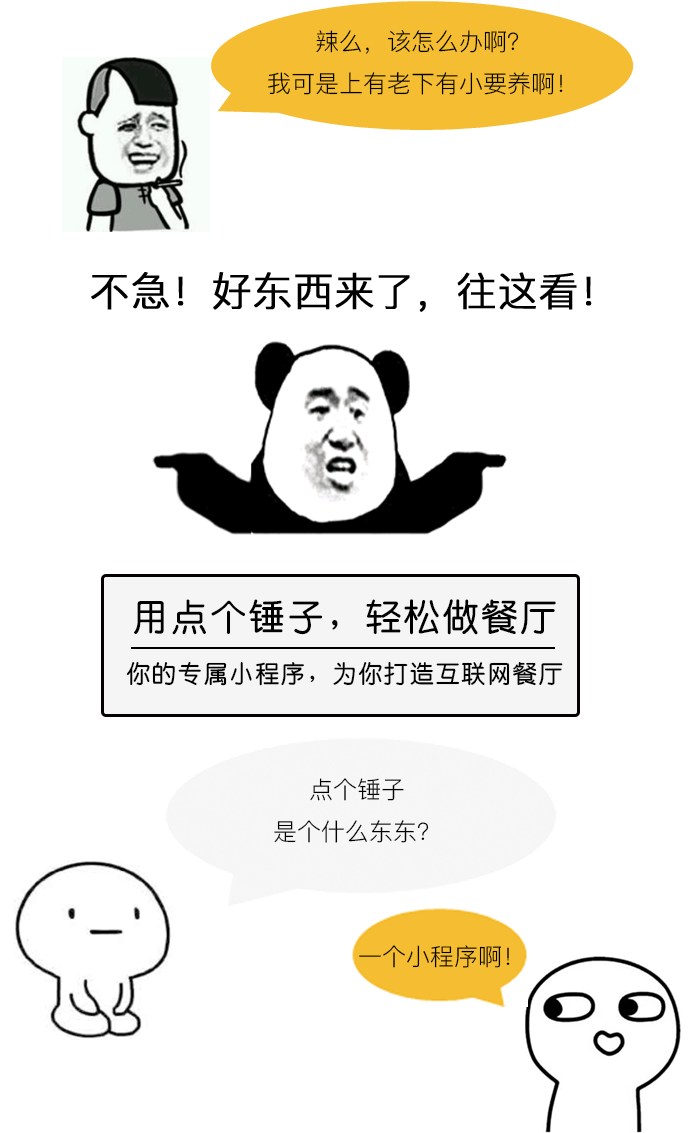 辣么，该怎么办啊？
我可是上有老下有小要养啊！
不急！好东西来了，往这看！
用点个锤子，轻松做餐厅
你的专属小程序，为你打造互联网餐厅
点个锤子
是个什么东东？
一个小程序啊！